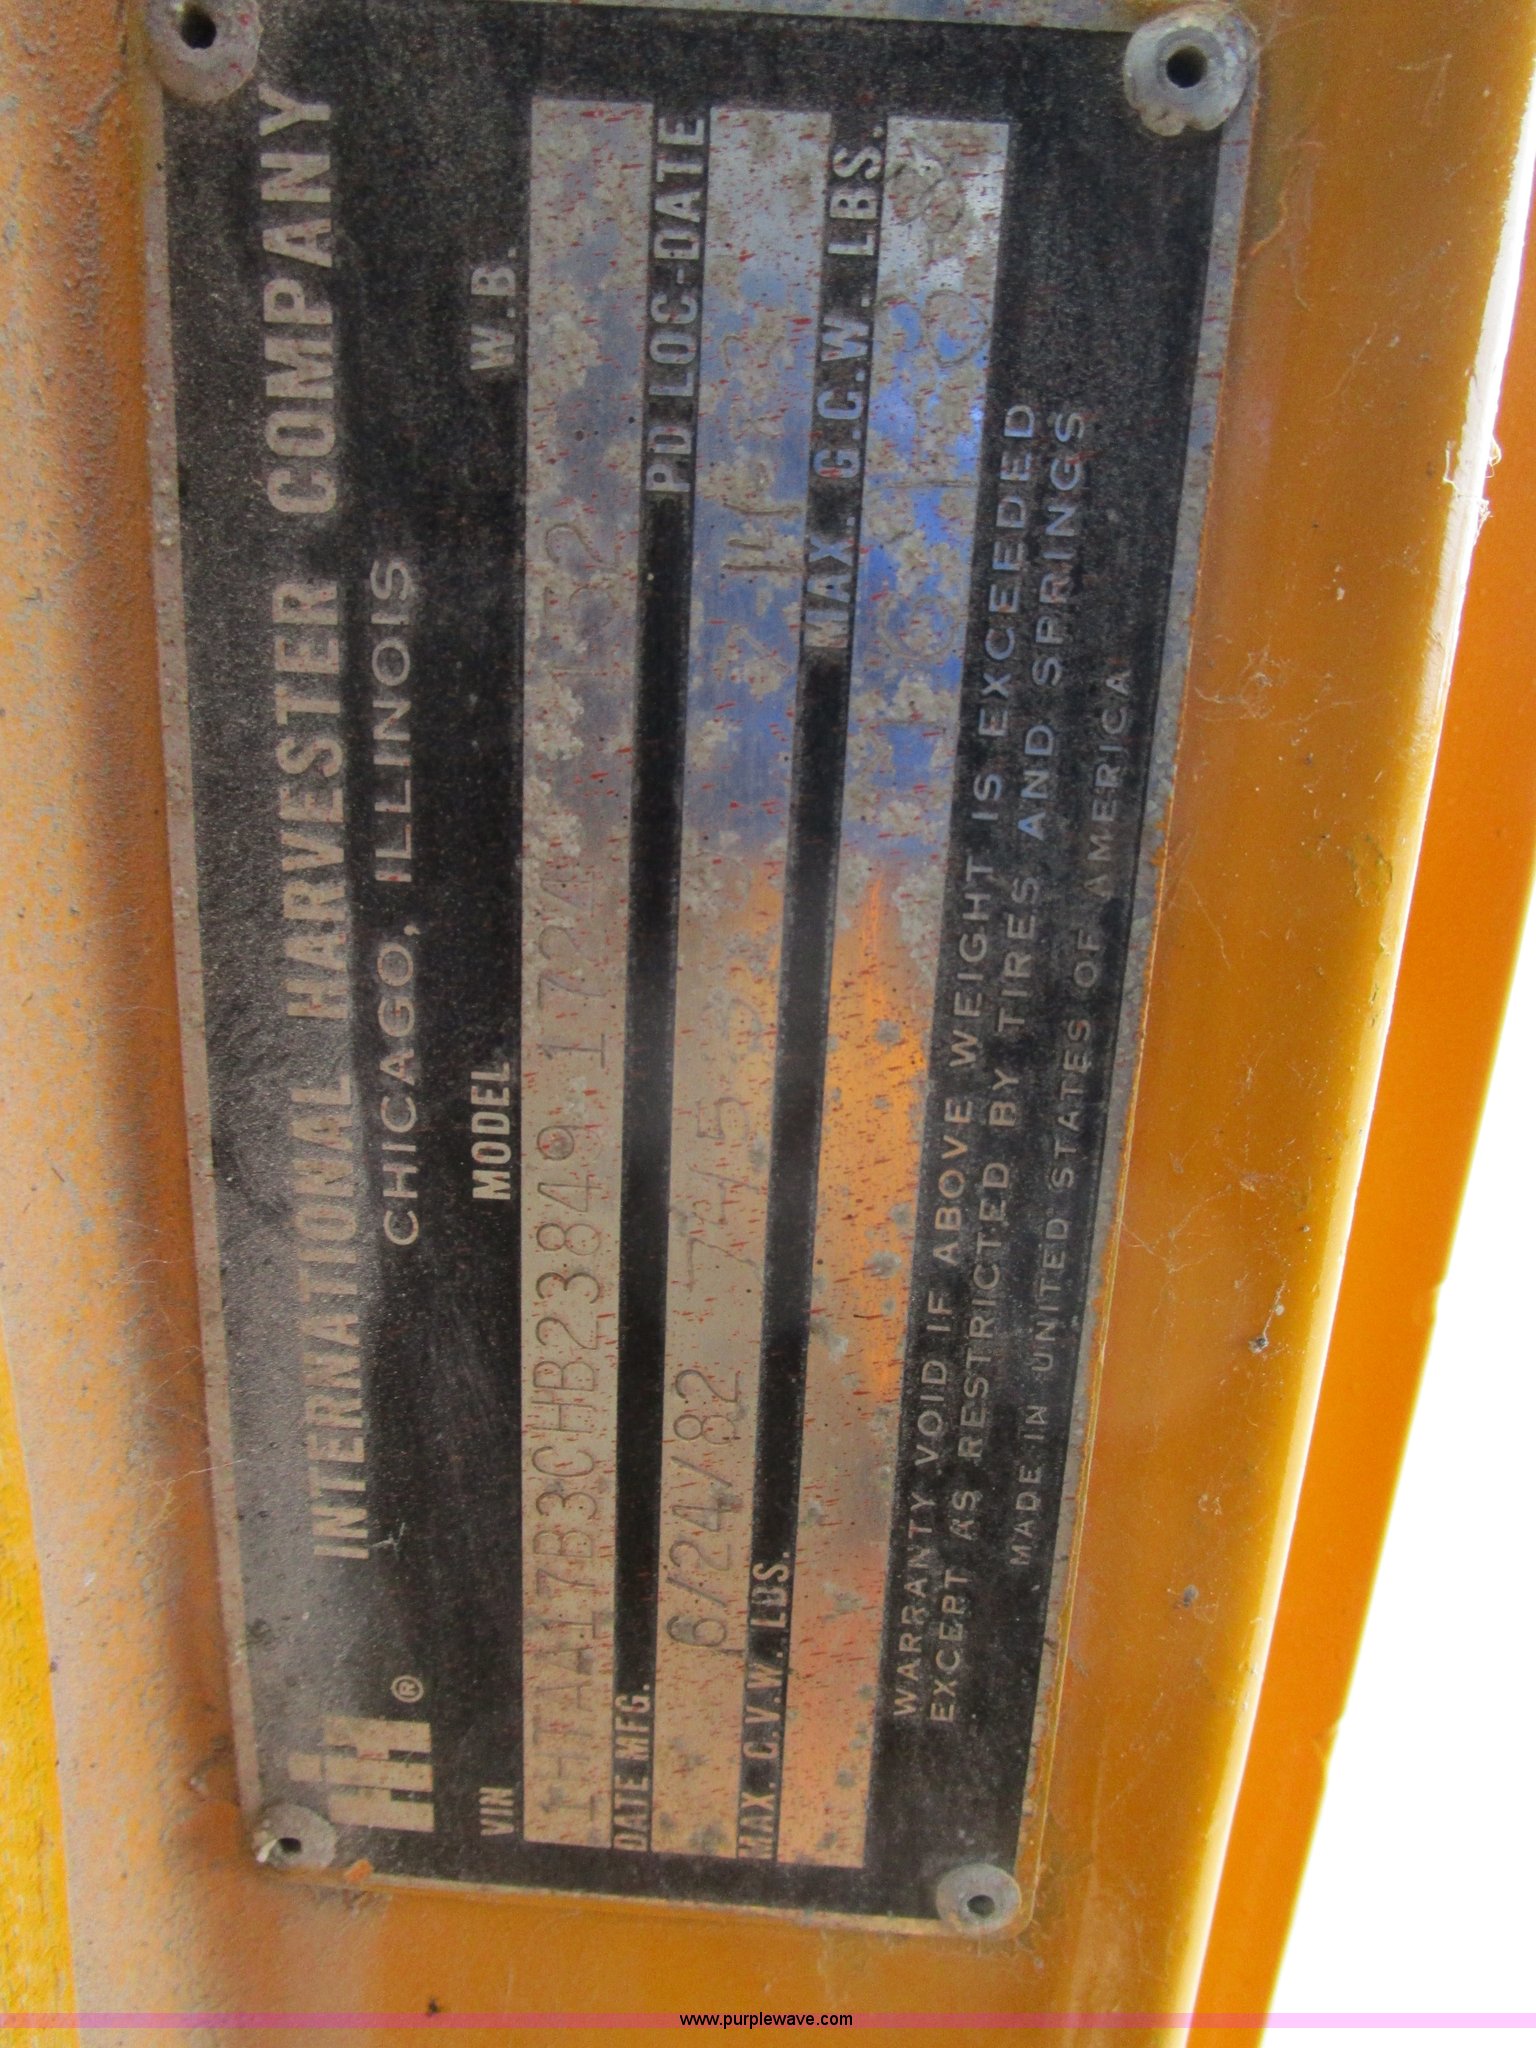 INTERNATIONAL HARVESTER COMPANY
®
CHICAGO, ILLINOIS
VIN MODEL W.B.
1HTAA17B3CHB23849 1724 132
DATE MFG. PD LOC-DATE
6/24/82
MAX. G.V.W. LBS. MAX. G.C.W. LBS.
WARRANTY VOID IF ABOVE WEIGHT IS EXCEEDED
EXCEPT AS RESTRICTED BY TIRES AND SPRINGS
MADE IN UNITED STATES OF AMERICA
www.purplewave.com